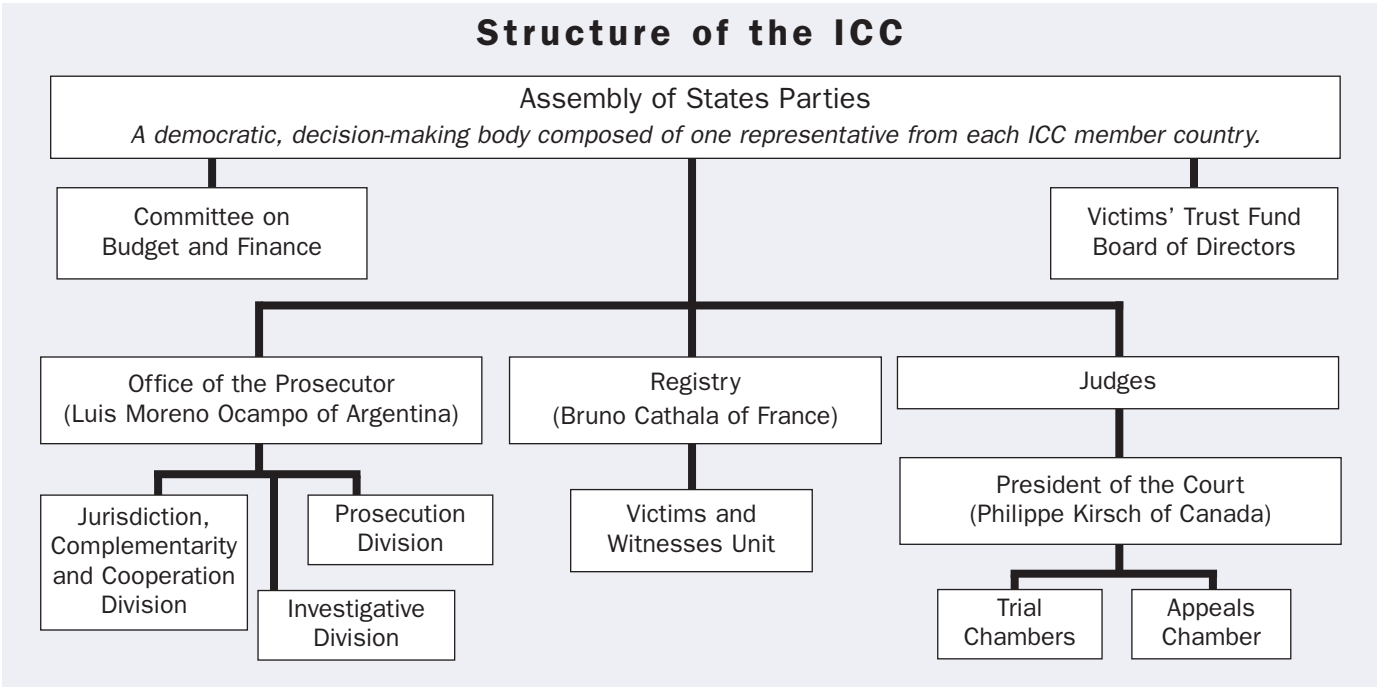 Structure of the ICC
Assembly of States Parties
A democratic, decision-making body composed of one representative from each ICC member country.
Committee on
Budget and Finance
Victims’ Trust Fund
Board of Directors
Office of the Prosecutor
(Luis Moreno Ocampo of Argentina)
Registry
(Bruno Cathala of France)
Judges
President of the Court
(Philippe Kirsch of Canada)
Jurisdiction,
Complementarity
and Cooperation
Division
Prosecution
Division
Investigative
Division
Victims and
Witnesses Unit
Trial
Chambers
Appeals
Chamber